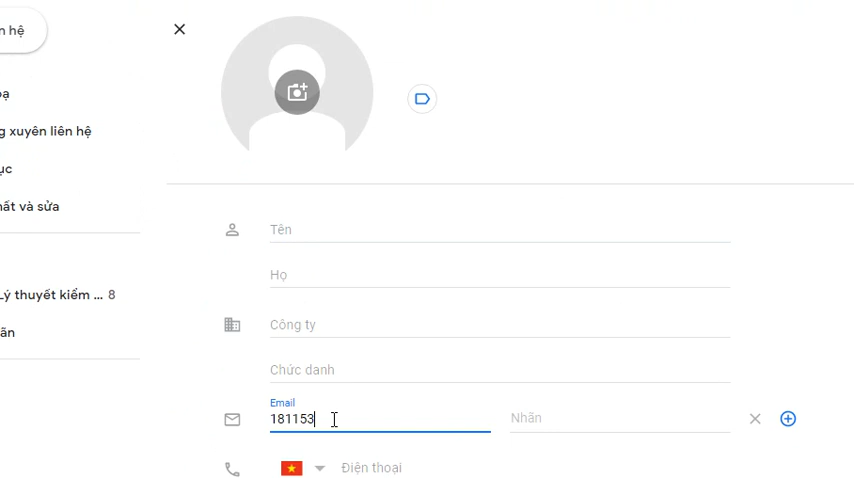 n hệ
oạ
g xuyên liên hệ
ục
hất và sửa
Lý thuyết kiểm ... 8
ãn
Tên
Họ
Công ty
Chức danh
Email
181153
Nhãn
Điện thoại